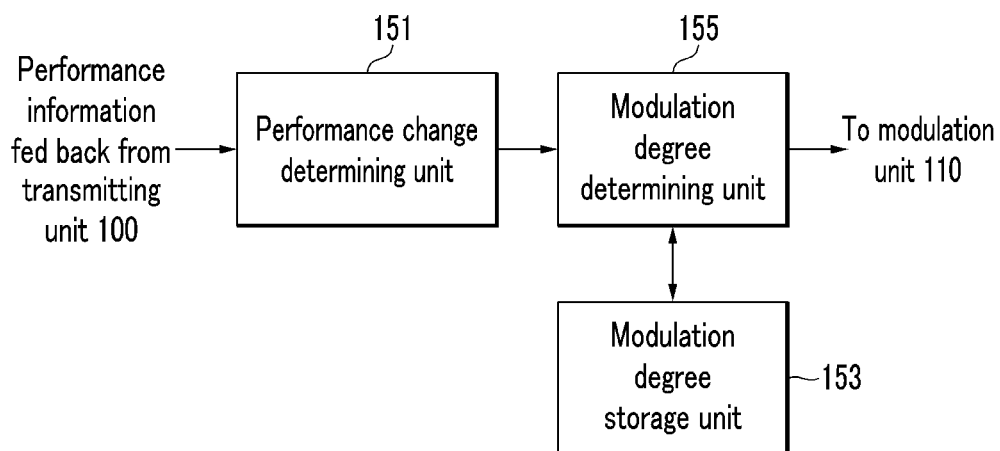 151
155
Performance
information
fed back from
transmitting
unit 100
Performance change
determining unit
Modulation
degree
determining unit
To modulation
unit 110
Modulation
degree
storage unit
153